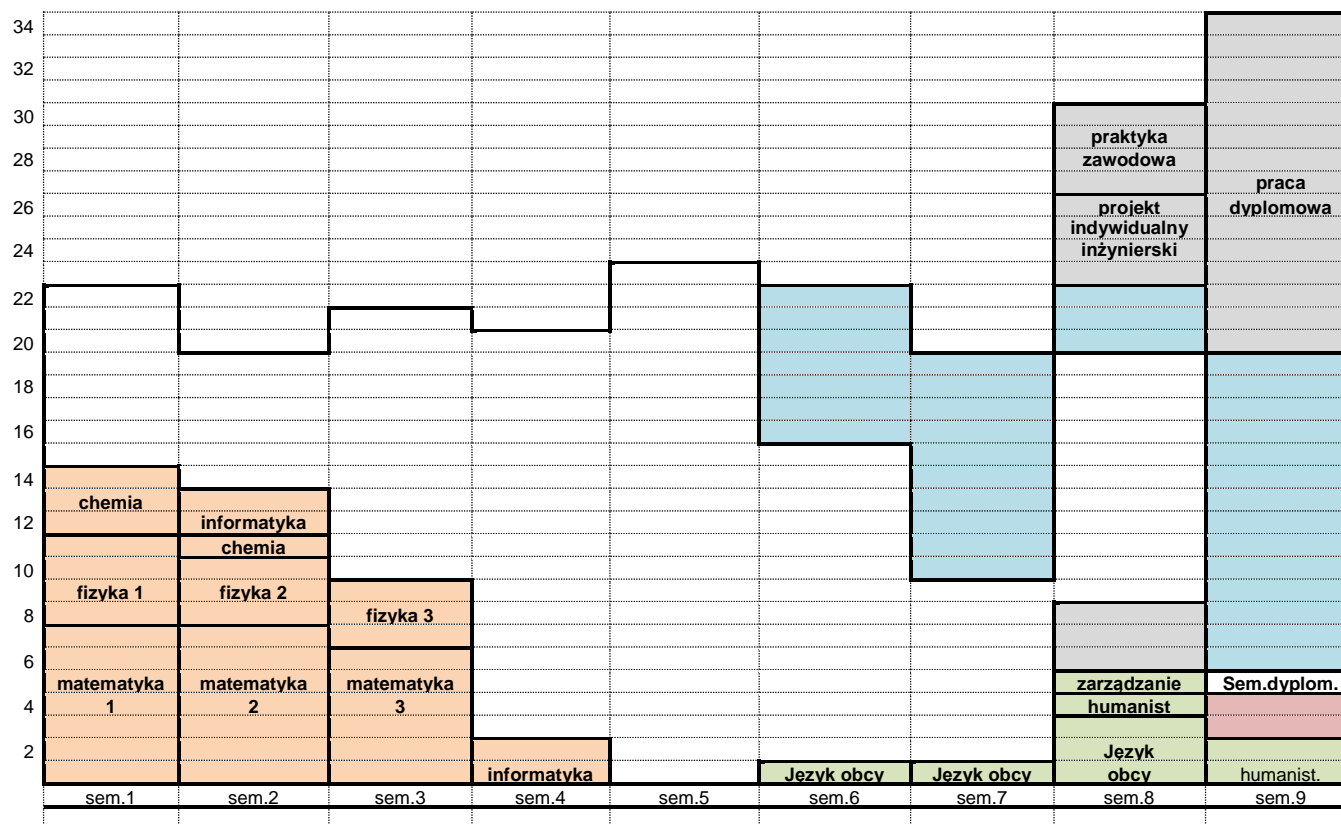 34
32
30
praktyka
zawodowa
28
praca
dyplomowa
26
projekt
indywidualny
inżynierski
24
22
20
18
16
14
chemia
12
informatyka
chemia
10
fizyka 1
fizyka 2
fizyka 3
8
6
matematyka
1
matematyka
2
matematyka
3
zarządzanie
Sem.dyplom.
4
humanist
2
informatyka
Język obcy
Język obcy
Język
obcy
humanist.
sem.1
sem.2
sem.3
sem.4
sem.5
sem.6
sem.7
sem.8
sem.9